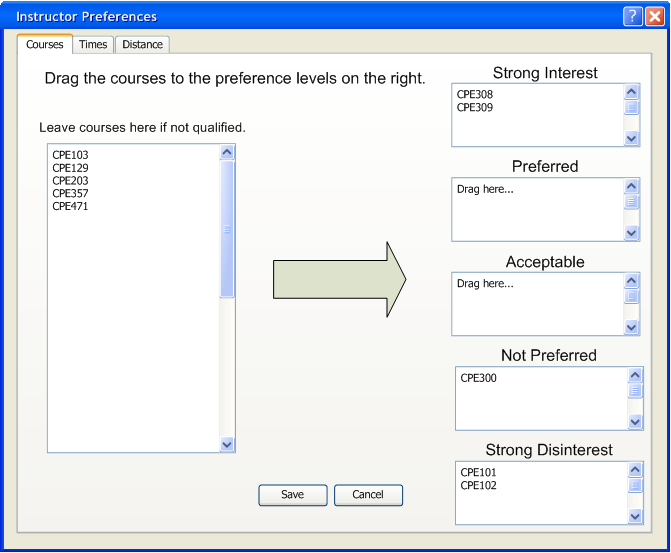 Instructor Preferences
Courses Times Distance
Drag the courses to the preference levels on the right.
Leave courses here if not qualified.
CPE103
CPE129
CPE203
CPE357
CPE471
Strong Interest
CPE308
CPE309
Preferred
Drag here...
Acceptable
Drag here...
Not Preferred
CPE300
Strong Disinterest
CPE101
CPE102
Save Cancel